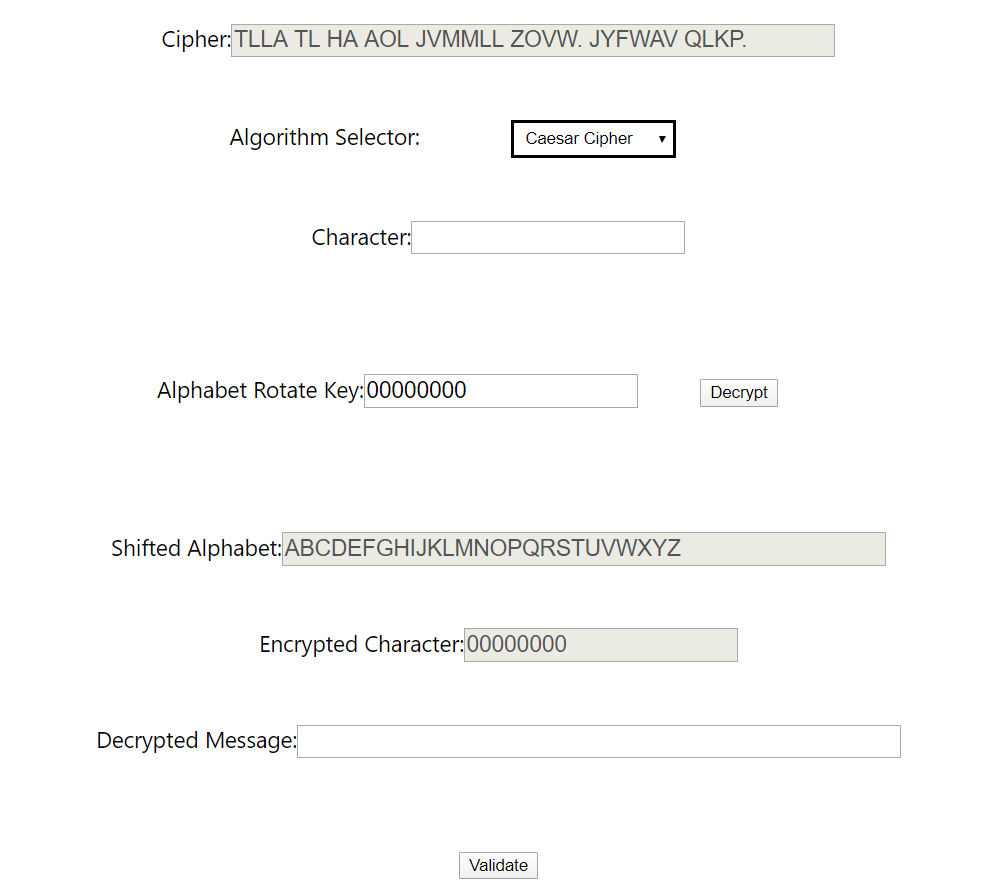 Cipher: TLLA TL HA AOL JVMMLL ZOVW. JYFWAV QLKP.
Algorithm Selector: Caesar Cipher
Character:
Alphabet Rotate Key: 00000000 Decrypt
Shifted Alphabet: ABCDEFGHIJKLMNOPQRSTUVWXYZ
Encrypted Character: 00000000
Decrypted Message:
Validate